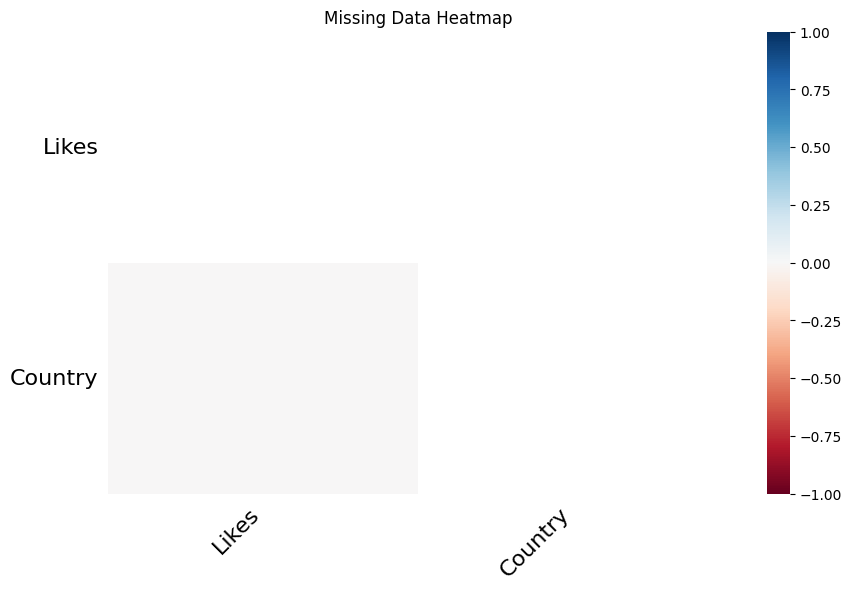 Missing Data Heatmap
Likes
Country
Likes
Country
1.00
0.75
0.50
0.25
0.00
−0.25
−0.50
−0.75
−1.00